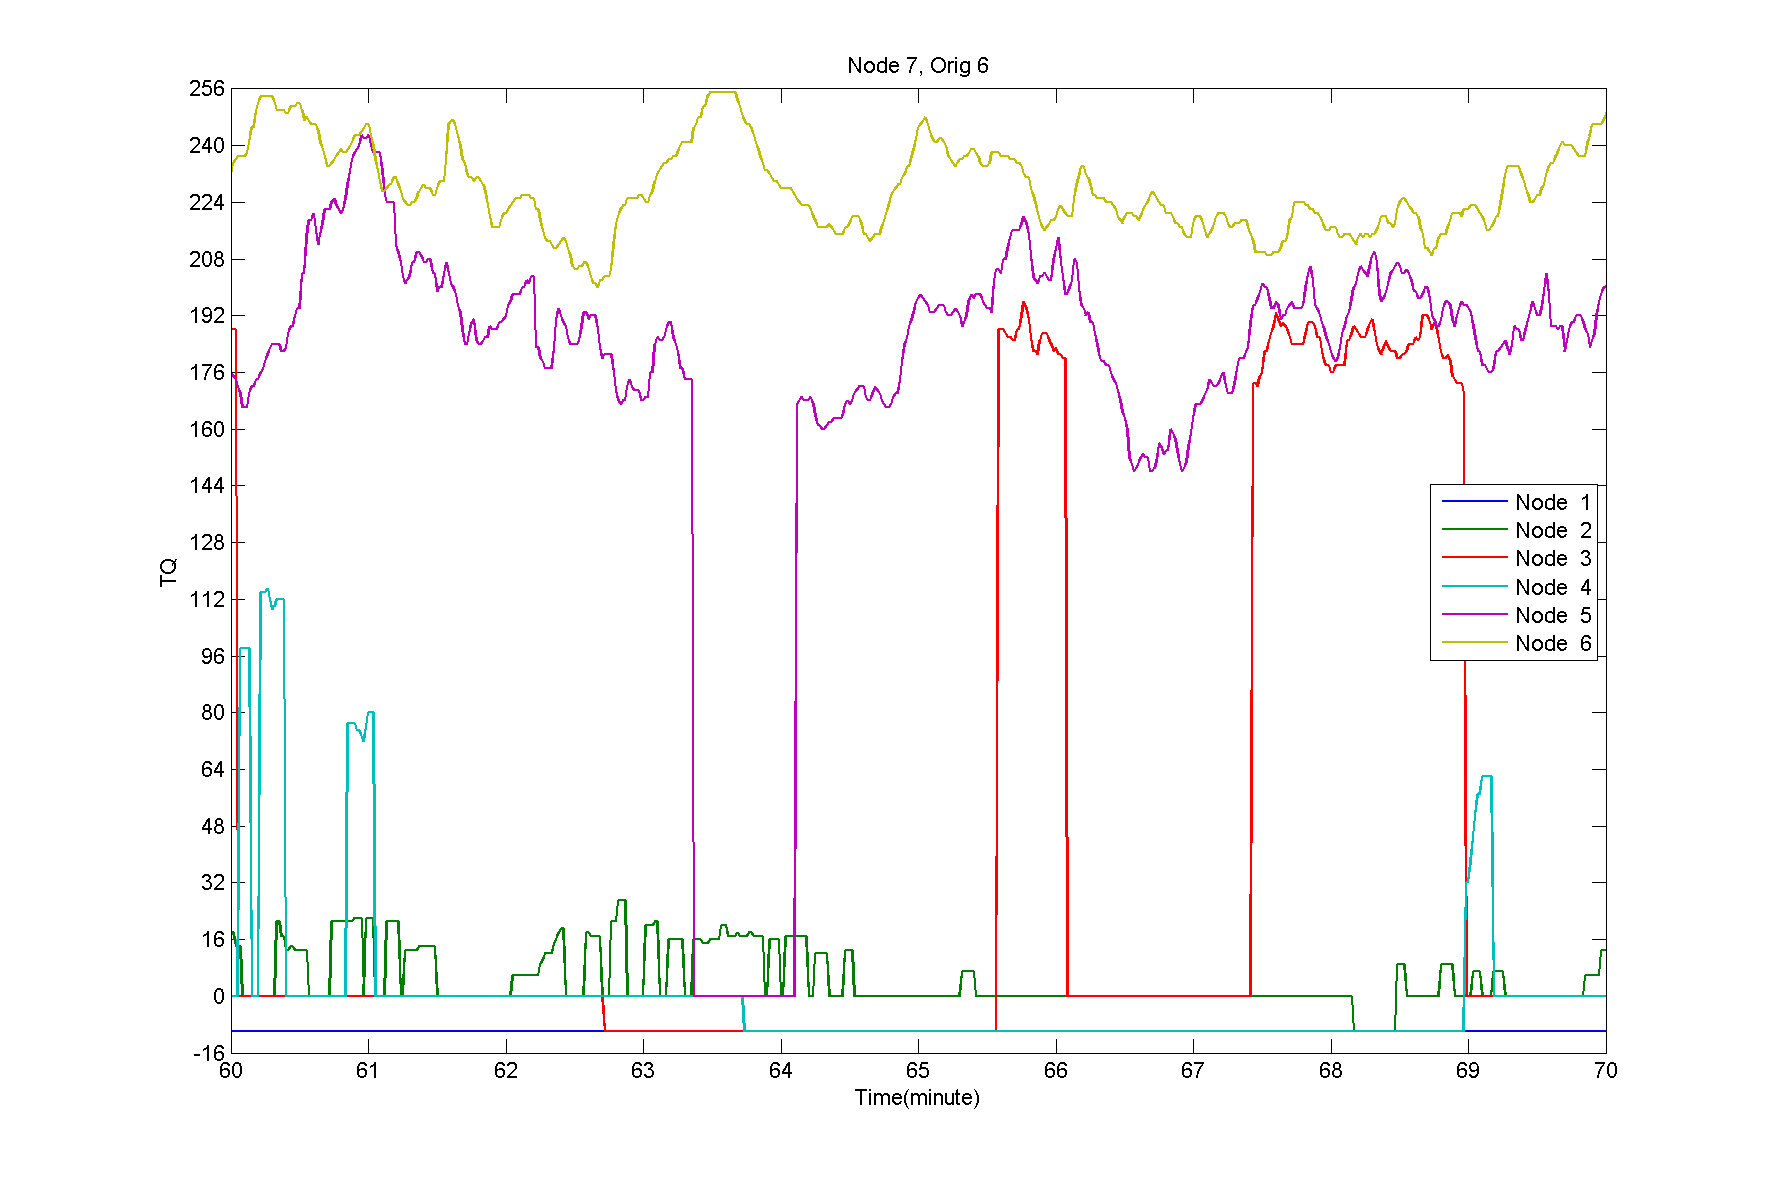 Node 7, Orig 6
256
240
224
208
192
176
160
144
128
112
96
80
64
48
32
16
0
-16
TQ
Node 1
Node 2
Node 3
Node 4
Node 5
Node 6
60 61 62 63 64 65 66 67 68 69 70
Time(minute)